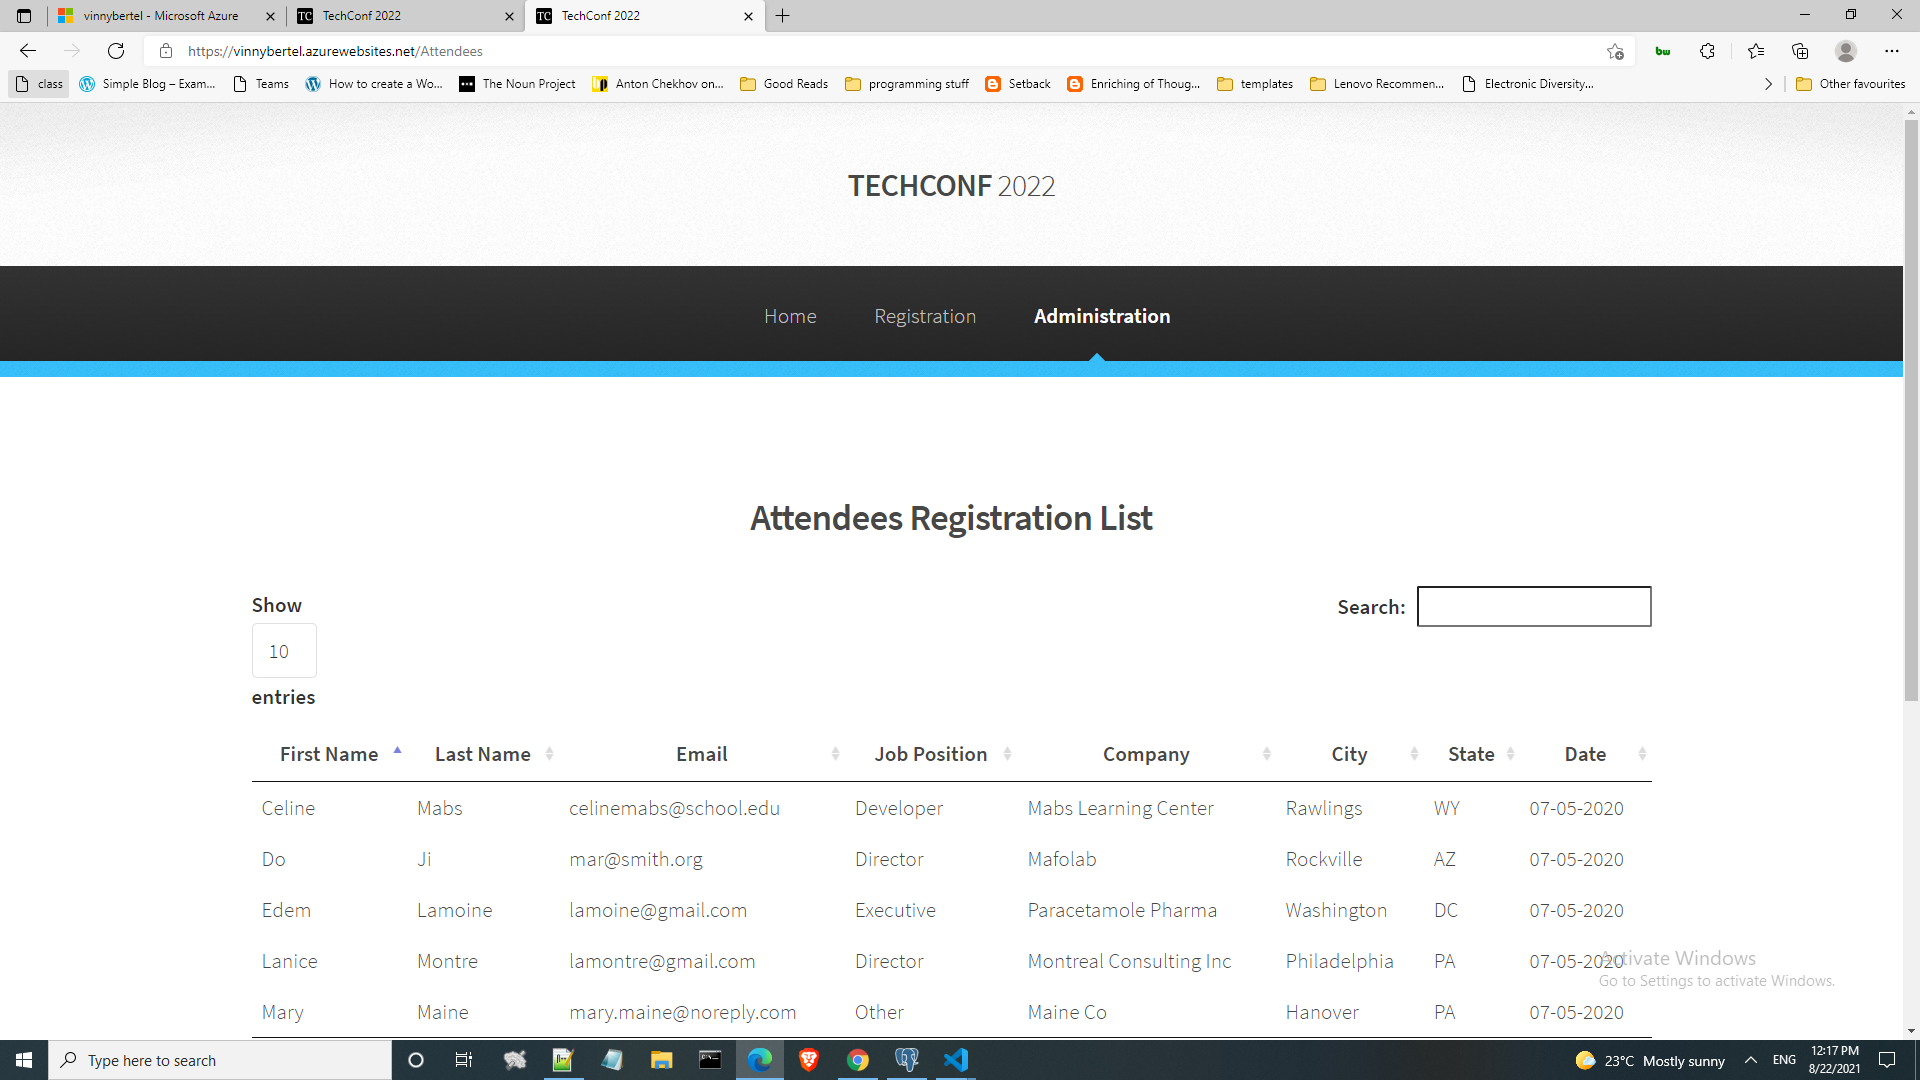 vinnybertel - Microsoft Azure
TC TechConf 2022
TC TechConf 2022
https://vinnybertel.azurewebsites.net/Attendees
bw
class
Simple Blog – Exam...
Teams
How to create a Wo...
The Noun Project
Anton Chekhov on...
Good Reads
programming stuff
Setback
Enriching of Thoug...
templates
Lenovo Recommen...
Electronic Diversity...
Other favourites
TECHCONF 2022
Home Registration Administration
Attendees Registration List
Show
10
entries
Search:
First Name Last Name Email Job Position Company City State Date
Celine Mabs celinemabs@school.edu Developer Mabs Learning Center Rawlings WY 07-05-2020
Do Ji mar@smith.org Director Mafolab Rockville AZ 07-05-2020
Edem Lamoine lamoine@gmail.com Executive Paracetamole Pharma Washington DC 07-05-2020
Lanice Montre lamontre@gmail.com Director Montreal Consulting Inc Philadelphia PA 07-05-2020
Mary Maine mary.maine@noreply.com Other Maine Co Hanover PA 07-05-2020
Activate Windows
Go to Settings to activate Windows.
Type here to search
23°C Mostly sunny
ENG
12:17 PM
8/22/2021